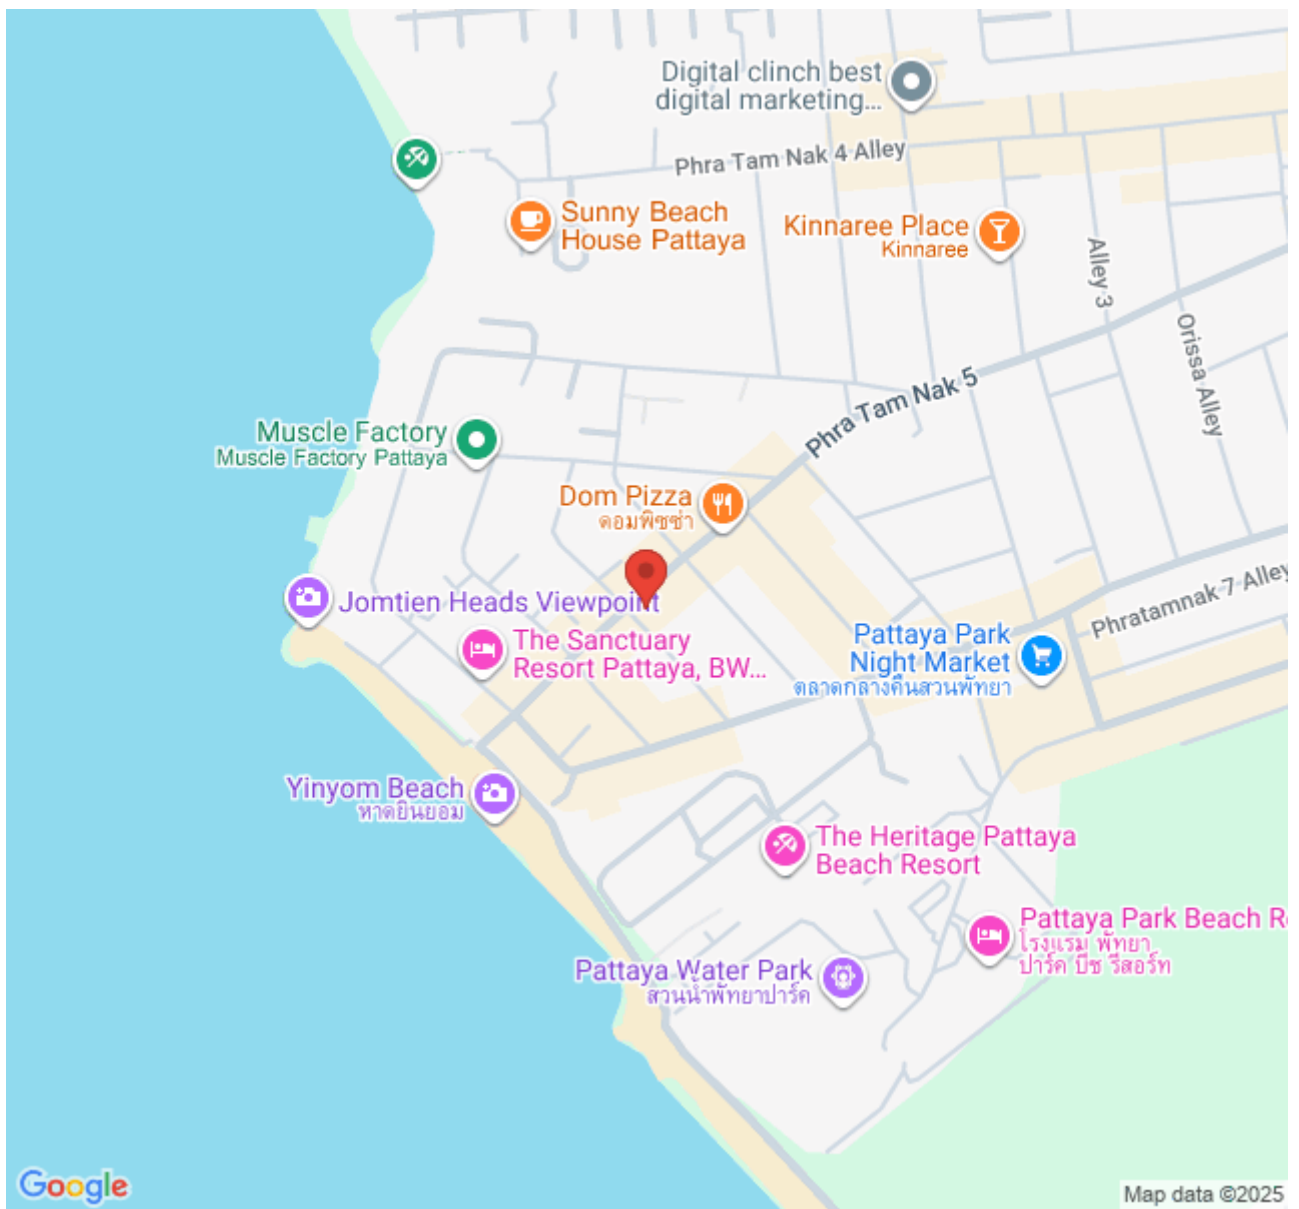 Digital clinch best
digital marketing...
Phra Tam Nak 4 Alley
Sunny Beach
House Pattaya
Kinnaree Place
Kinnaree
Alley 3
Orissa Alley
Phra Tam Nak 5
Muscle Factory
Muscle Factory Pattaya
Dom Pizza
ดอมพิซซ่า
Jomtien Heads Viewpoint
Phratamnak 7 Alley
The Sanctuary
Resort Pattaya, BW...
Pattaya Park
Night Market
ตลาดกลางคืนสวนพัทยา
Yinyom Beach
หาดยินยอม
The Heritage Pattaya
Beach Resort
Pattaya Park Beach R
โรงแรม พัทยา
ปาร์ค บีช รีสอร์ท
Pattaya Water Park
สวนน้ำพัทยาปาร์ค
Google
Map data ©2025